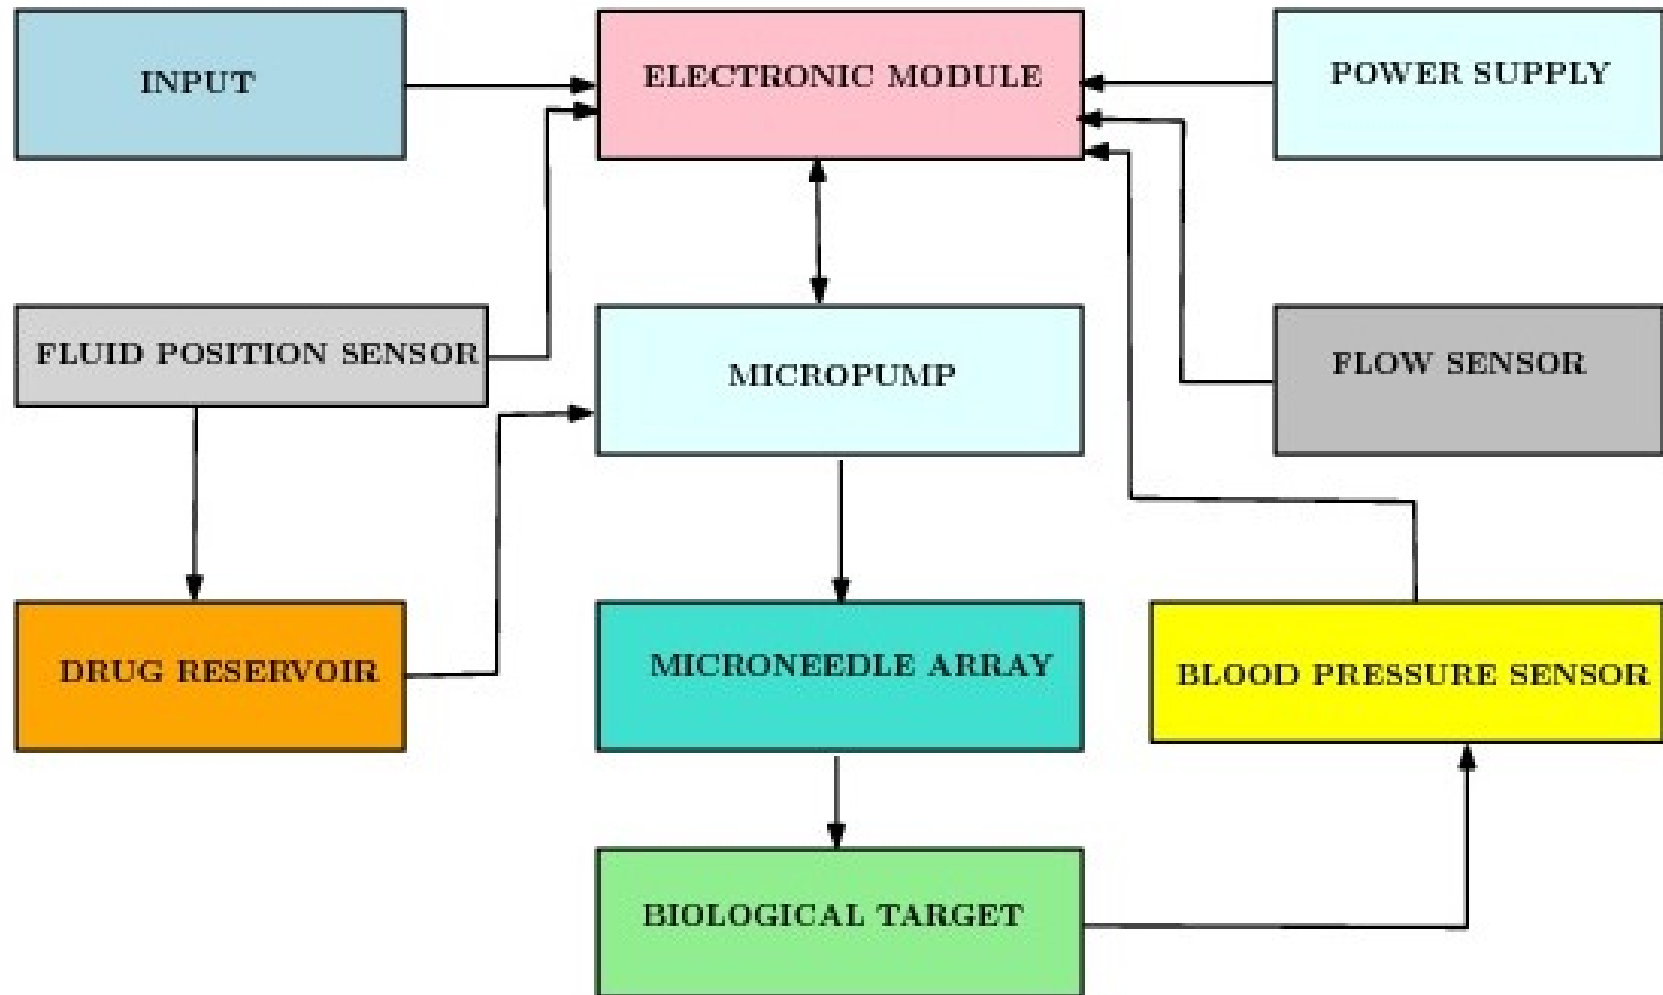 INPUT
ELECTRONIC MODULE
POWER SUPPLY
FLUID POSITION SENSOR
MICROPUMP
FLOW SENSOR
DRUG RESERVOIR
MICRONEEDLE ARRAY
BLOOD PRESSURE SENSOR
BIOLOGICAL TARGET